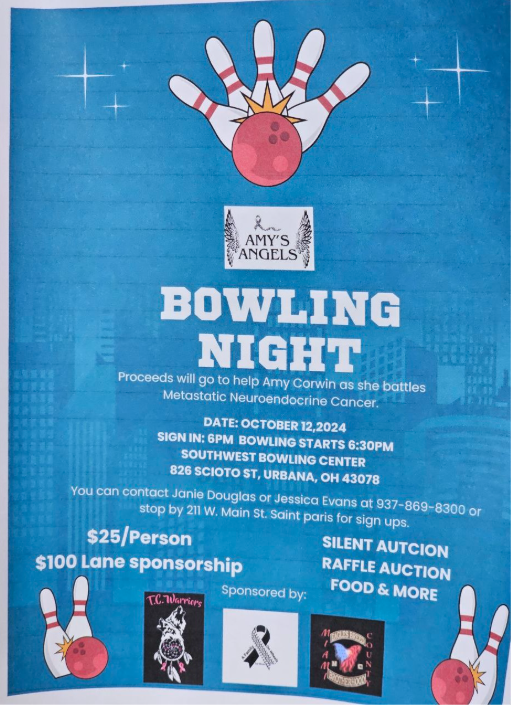 AMY'S
ANGELS
BOWLING
NIGHT
Proceeds will go to help Amy Corwin as she battles
Metastatic Neuroendocrine Cancer.
DATE: OCTOBER 12,2024
SIGN IN: 6PM BOWLING STARTS 6:30PM
SOUTHWEST BOWLING CENTER
826 SCIOTO ST, URBANA, OH 43078
You can contact Janie Douglas or Jessica Evans at 937-869-8300 or
stop by 211 W. Main St. Saint paris for sign ups.
$25/Person
$100 Lane sponsorship
SILENT AUTCION
RAFFLE AUCTION
FOOD & MORE
Sponsored by:
T.C. Warriors
MIAMI
COUNTY